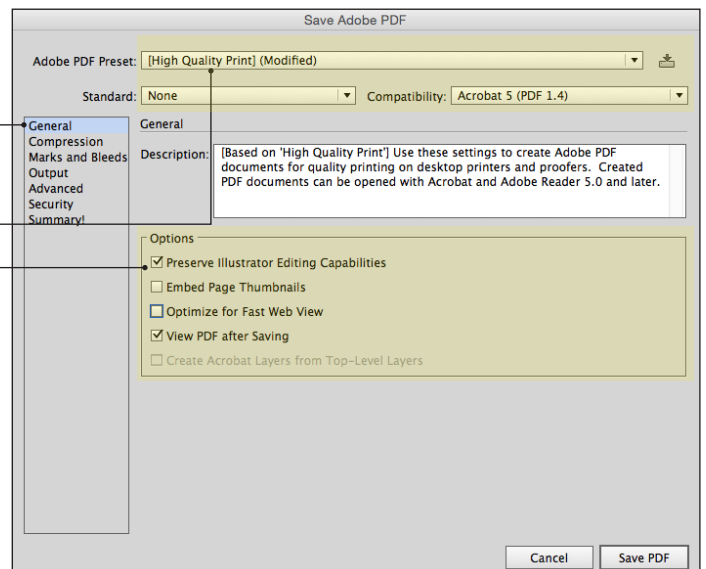 Save Adobe PDF
Adobe PDF Preset: [High Quality Print] (Modified)
Standard: None Compatibility: Acrobat 5 (PDF 1.4)
General
Compression
Marks and Bleeds
Output
Advanced
Security
Summary!
General
Description: [Based on 'High Quality Print'] Use these settings to create Adobe PDF
documents for quality printing on desktop printers and proofers. Created
PDF documents can be opened with Acrobat and Adobe Reader 5.0 and later.
Options
Preserve Illustrator Editing Capabilities
Embed Page Thumbnails
Optimize for Fast Web View
View PDF after Saving
Create Acrobat Layers from Top-Level Layers
Cancel Save PDF